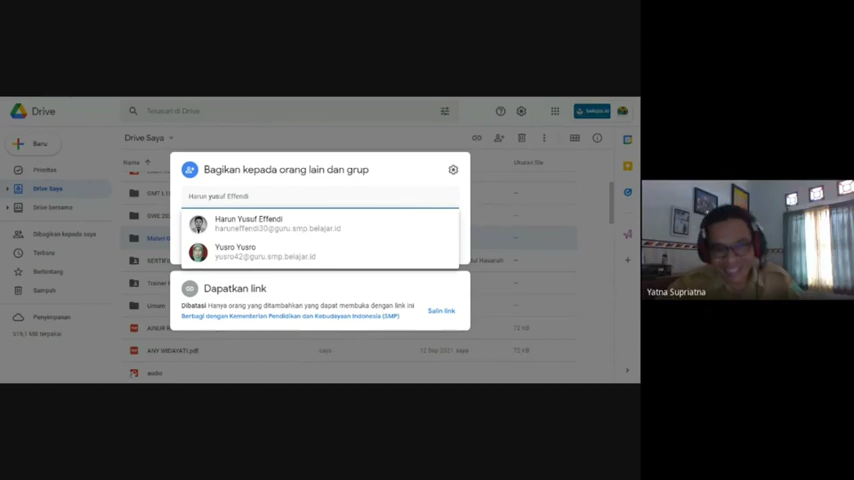 Drive
Telusuri di Drive
Baru
Drive Saya
Prioritas
Drive Saya
Drive bersama
Dibagikan kepada saya
Terbaru
Berbintang
Sampah
Penyimpanan
Name
Ukuran file
Bagikan kepada orang lain dan grup
Harun yusuf Effendi
Harun Yusuf Effendi
haruneffendi30@guru.smp.belajar.id
Yusro Yusro
yusro42@guru.smp.belajar.id
Dapatkan link
Dibatasi Hanya orang yang ditambahkan yang dapat membuka dengan link ini
Salin link
Berbagi dengan Kementerian Pendidikan dan Kebudayaan Indonesia (SMP)
Umum
72 KB
ANY WIDAYATI.pdf
saya
12 Sep 2021 saya
75 KB
audio
Yatna Supriatna